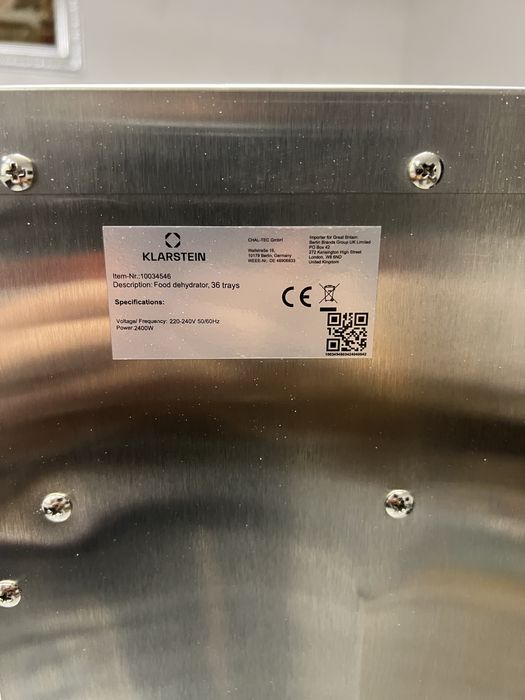 KLARSTEIN
CHAL-TEC GmbH
Wallstraße 16,
10179 Berlin, Germany
WEEE-Nr.: DE 46906833
Importer for Great Britain:
Berlin Brands Group UK Limited
PO Box 42
272 Kensington High Street
London, W8 6ND
United Kingdom
Item-Nr.:10034546
Description: Food dehydrator, 36 trays
Specifications:
Voltage/ Frequency: 220-240V 50/60Hz
Power:2400W
CE